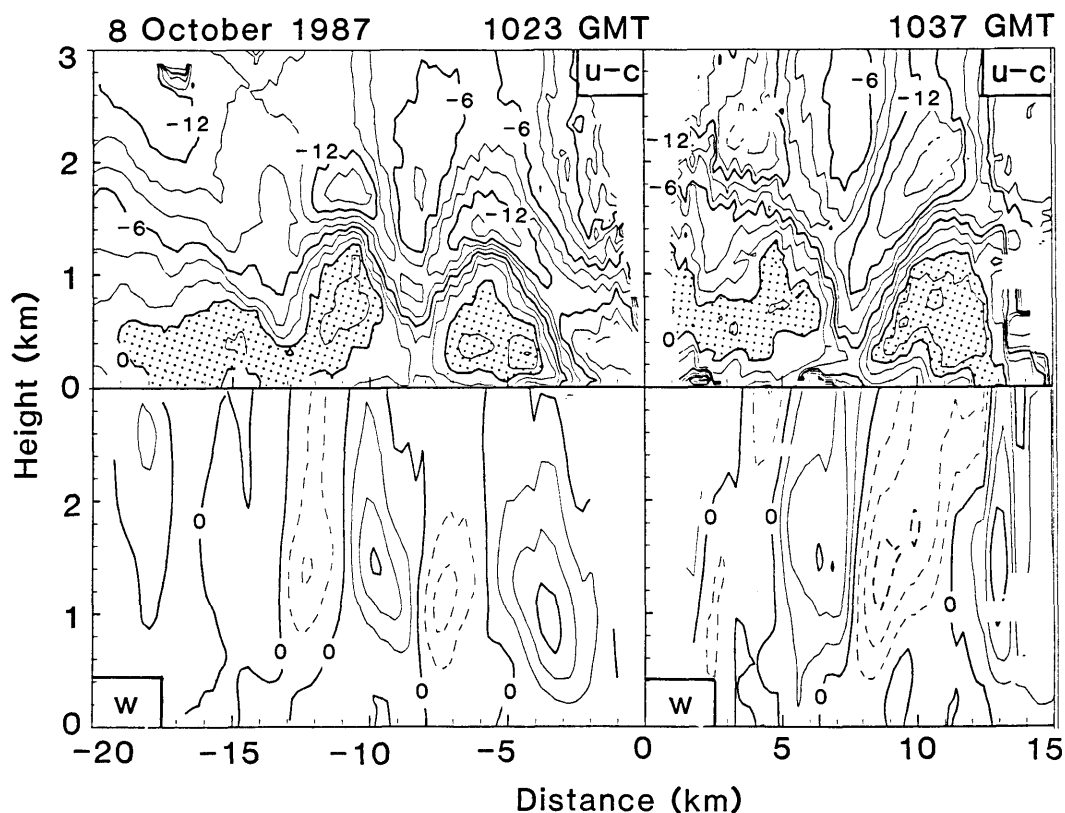 8 October 1987 1023 GMT 1037 GMT
u-c u-c
3
-12 -6 -6 -12
2 -12 -12
-6 -12 -6
1
0 0
0
2 0 0 0
1 0
0 0 0 0 0
w w
0
-20 -15 -10 -5 0 5 10 15
Height (km)
Distance (km)